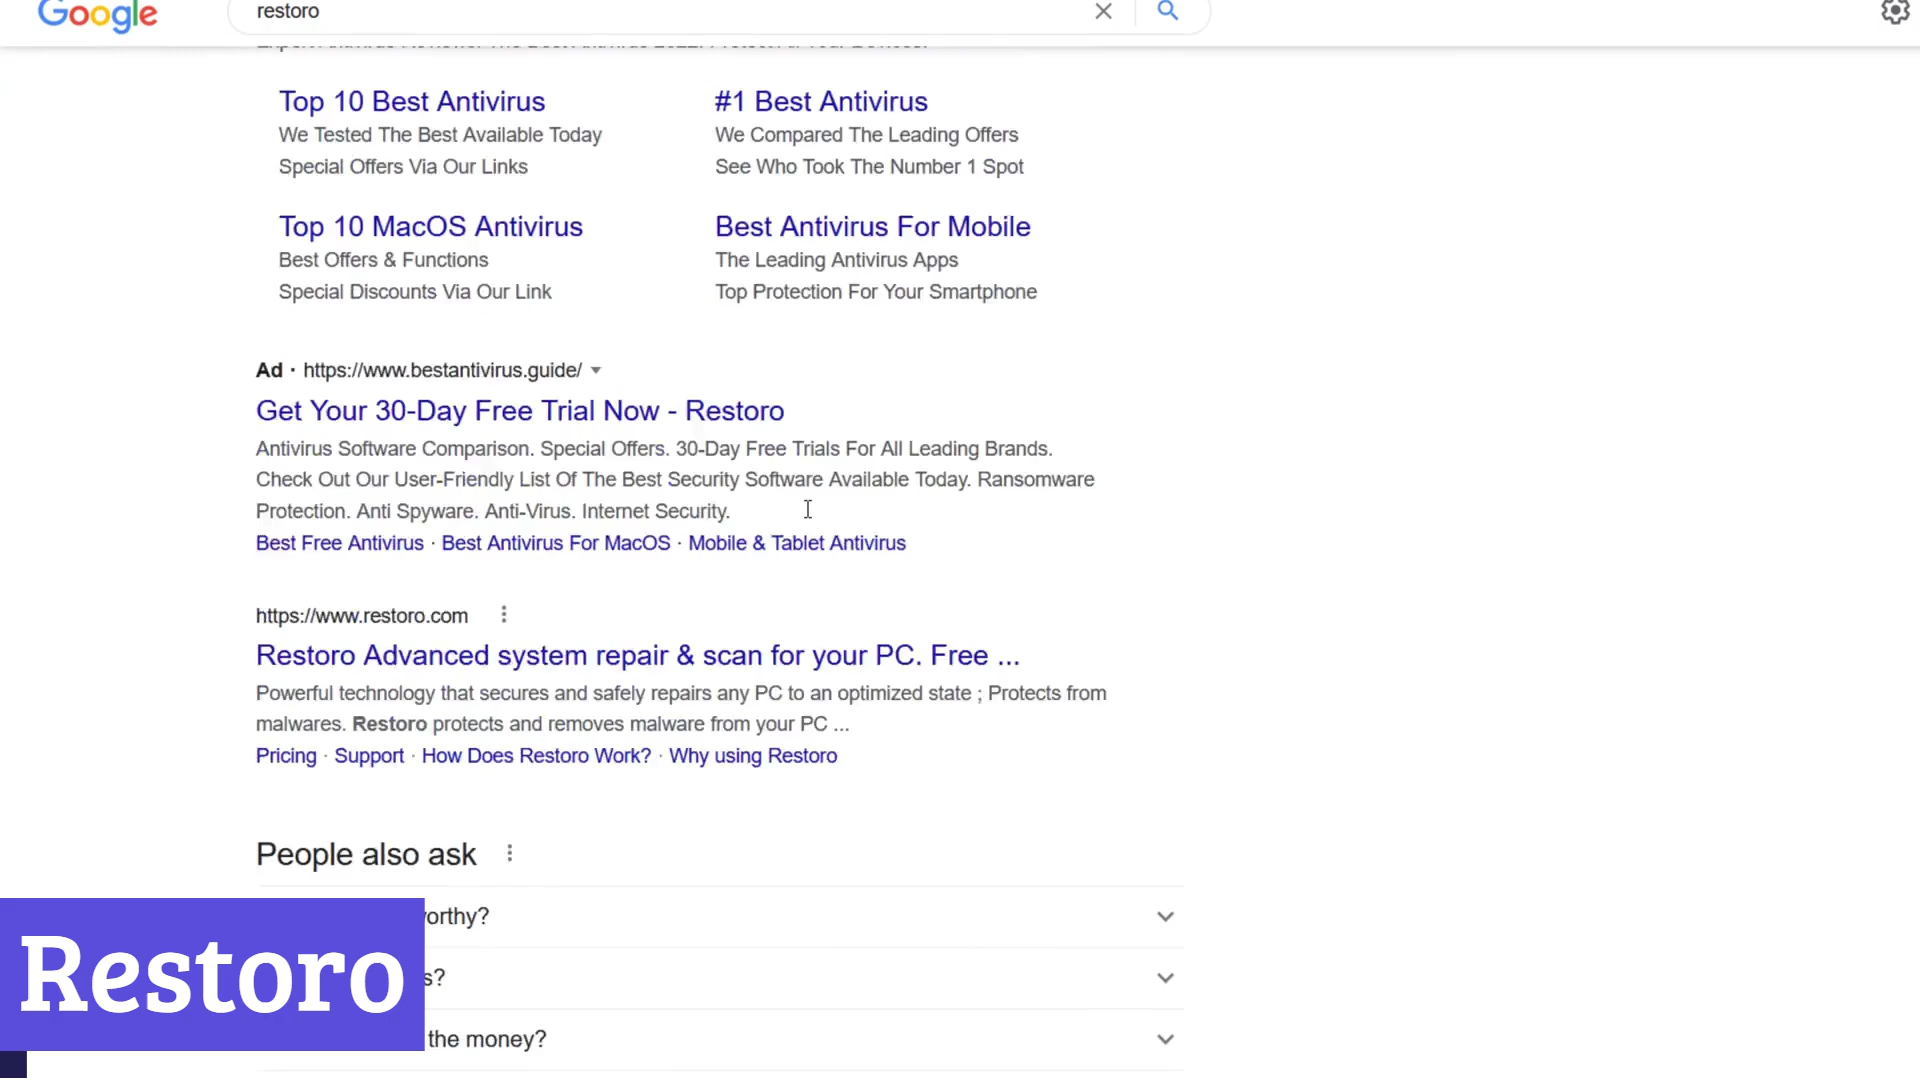 Google
restoro
Top 10 Best Antivirus
We Tested The Best Available Today
Special Offers Via Our Links
#1 Best Antivirus
We Compared The Leading Offers
See Who Took The Number 1 Spot
Top 10 MacOS Antivirus
Best Offers & Functions
Special Discounts Via Our Link
Best Antivirus For Mobile
The Leading Antivirus Apps
Top Protection For Your Smartphone
Ad · https://www.bestantivirus.guide/
Get Your 30-Day Free Trial Now - Restoro
Antivirus Software Comparison. Special Offers. 30-Day Free Trials For All Leading Brands.
Check Out Our User-Friendly List Of The Best Security Software Available Today. Ransomware
Protection. Anti Spyware. Anti-Virus. Internet Security.
Best Free Antivirus · Best Antivirus For MacOS · Mobile & Tablet Antivirus
https://www.restoro.com
Restoro Advanced system repair & scan for your PC. Free ...
Powerful technology that secures and safely repairs any PC to an optimized state ; Protects from
malwares. Restoro protects and removes malware from your PC ...
Pricing · Support · How Does Restoro Work? · Why using Restoro
People also ask
orthy?
s?
the money?
Restoro